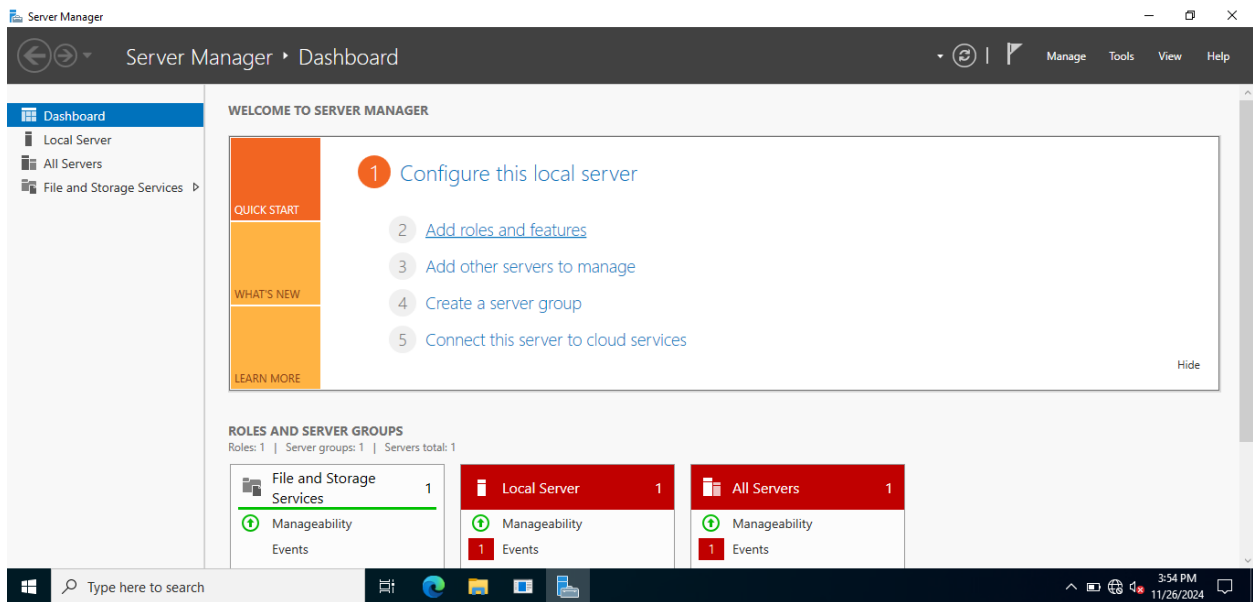 Server Manager
Server Manager ‣ Dashboard
Manage Tools View Help
Dashboard
Local Server
All Servers
File and Storage Services
WELCOME TO SERVER MANAGER
QUICK START
WHAT'S NEW
LEARN MORE
1 Configure this local server
2 Add roles and features
3 Add other servers to manage
4 Create a server group
5 Connect this server to cloud services
Hide
ROLES AND SERVER GROUPS
Roles: 1 | Server groups: 1 | Servers total: 1
File and Storage
Services 1
Manageability
Events
Local Server 1
Manageability
1 Events
All Servers 1
Manageability
1 Events
Type here to search
3:54 PM
11/26/2024